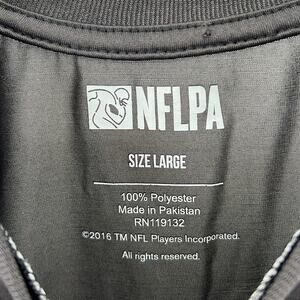 NFLPA
SIZE LARGE
100% Polyester
Made in Pakistan
RN119132
©2016 TM NFL Players Incorporated.
All rights reserved.